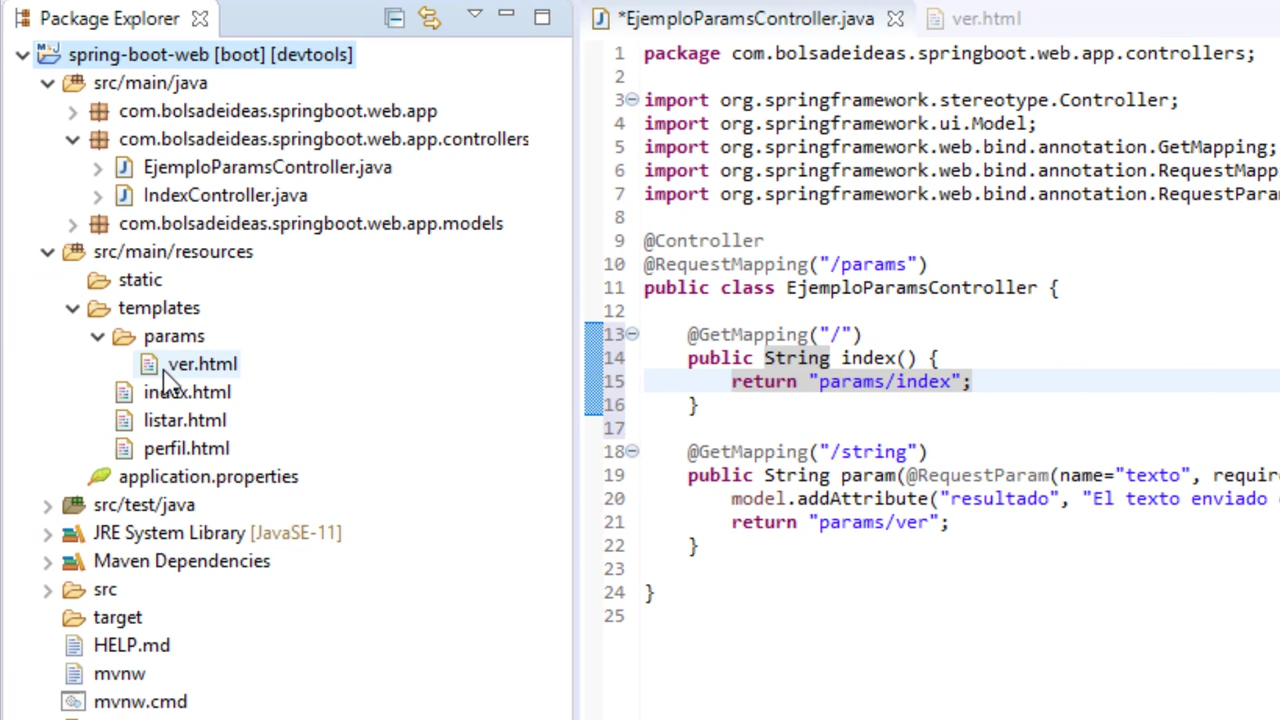 Package Explorer
spring-boot-web [boot] [devtools]
src/main/java
com.bolsadeideas.springboot.web.app
com.bolsadeideas.springboot.web.app.controllers
EjemploParamsController.java
IndexController.java
com.bolsadeideas.springboot.web.app.models
src/main/resources
static
templates
params
ver.html
index.html
listar.html
perfil.html
application.properties
src/test/java
JRE System Library [JavaSE-11]
Maven Dependencies
src
target
HELP.md
mvnw
mvnw.cmd
*EjemploParamsController.java
ver.html
1 package com.bolsadeideas.springboot.web.app.controllers;
2
3 import org.springframework.stereotype.Controller;
4 import org.springframework.ui.Model;
5 import org.springframework.web.bind.annotation.GetMapping;
6 import org.springframework.web.bind.annotation.RequestMapp
7 import org.springframework.web.bind.annotation.RequestPara
8
9 @Controller
10 @RequestMapping("/params")
11 public class EjemploParamsController {
12
13 @GetMapping("/")
14 public String index() {
15 return "params/index";
16 }
17
18 @GetMapping("/string")
19 public String param(@RequestParam(name="texto", requir
20 model.addAttribute("resultado", "El texto enviado
21 return "params/ver";
22 }
23
24 }
25